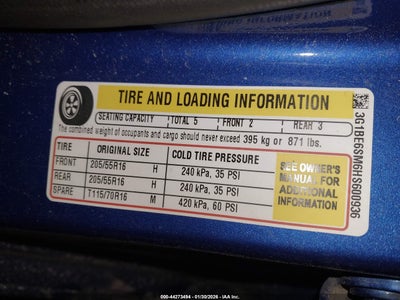 TIRE AND LOADING INFORMATION
SEATING CAPACITY TOTAL 5 FRONT 2 REAR 3
The combined weight of occupants and cargo should never exceed 395 kg or 871 lbs.
TIRE ORIGINAL SIZE COLD TIRE PRESSURE
FRONT 205/55R16 H 240 kPa, 35 PSI
REAR 205/55R16 H 240 kPa, 35 PSI
SPARE T115/70R16 M 420 kPa, 60 PSI
SEE OWNER'S
MANUAL FOR
ADDITIONAL
INFORMATION
3G1BE6SM6HS600936
000-44273494 - 01/30/2026 - IAA Inc.